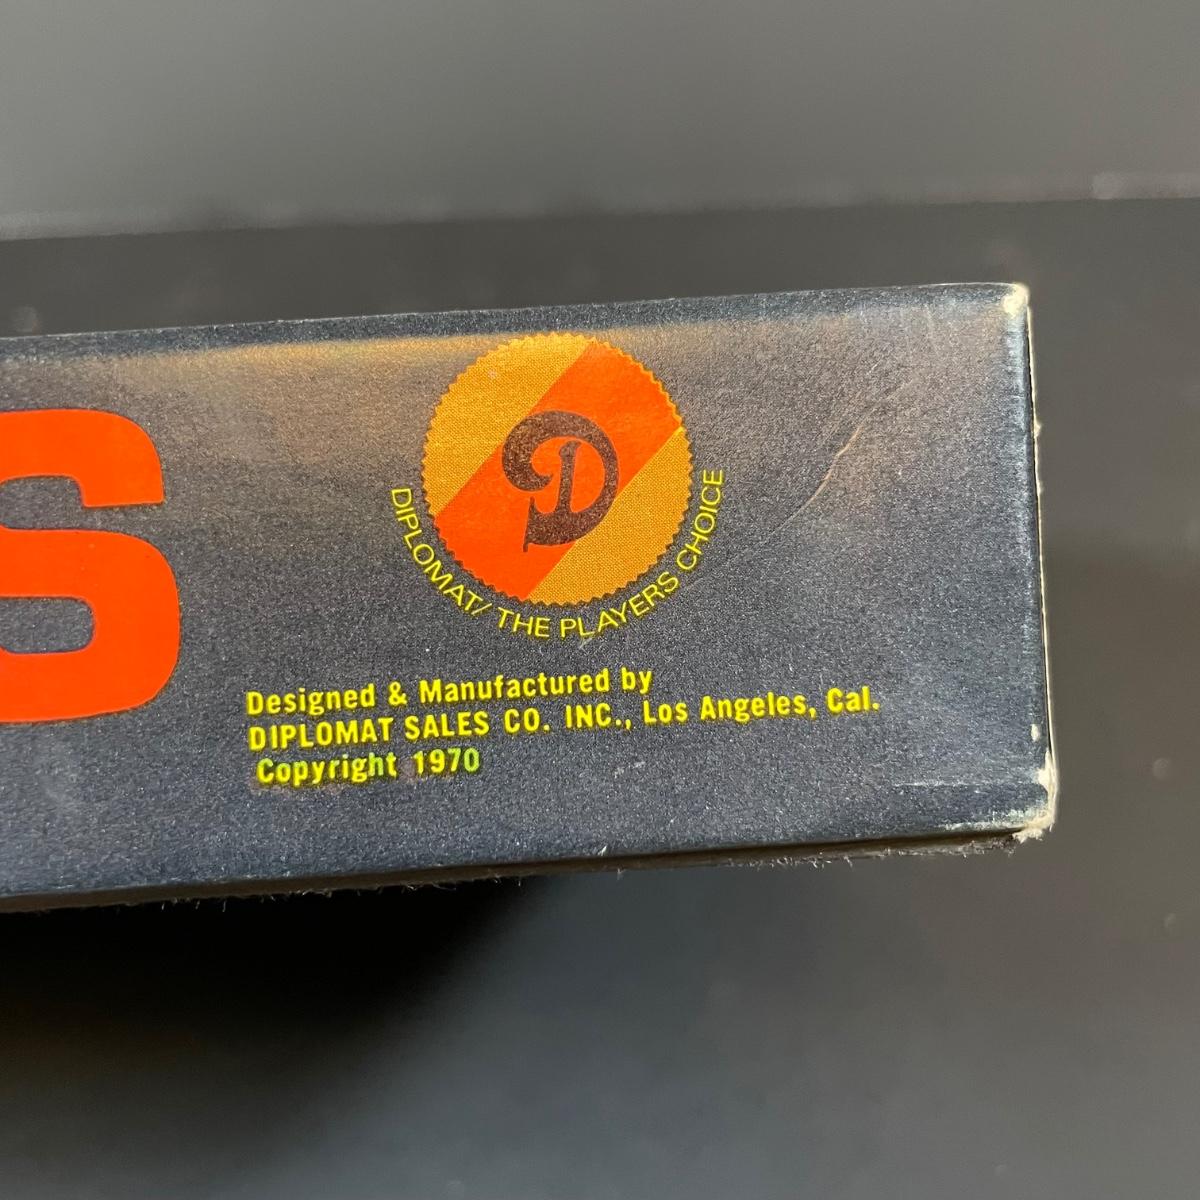 S
D
DIPLOMAT/ THE PLAYERS CHOICE
Designed & Manufactured by
DIPLOMAT SALES CO. INC., Los Angeles, Cal.
Copyright 1970